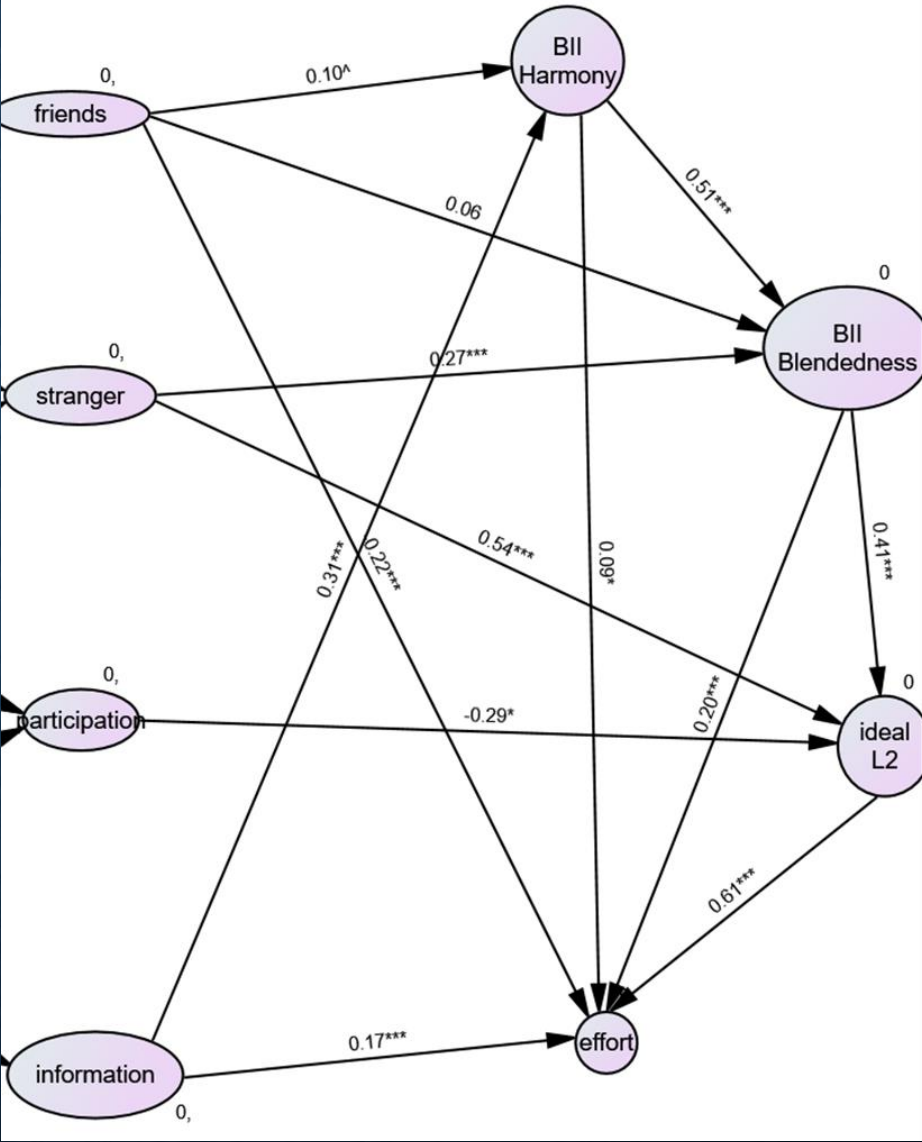 BII
Harmony
0,
0.10^
friends
0.51***
0.06
0
BII
Blendedness
0,
0.27***
stranger
0.54***
0.31***
0.22***
0.09*
0.41***
0,
0
participation
-0.29*
0.20***
ideal
L2
0.61***
effort
0.17***
information
0,